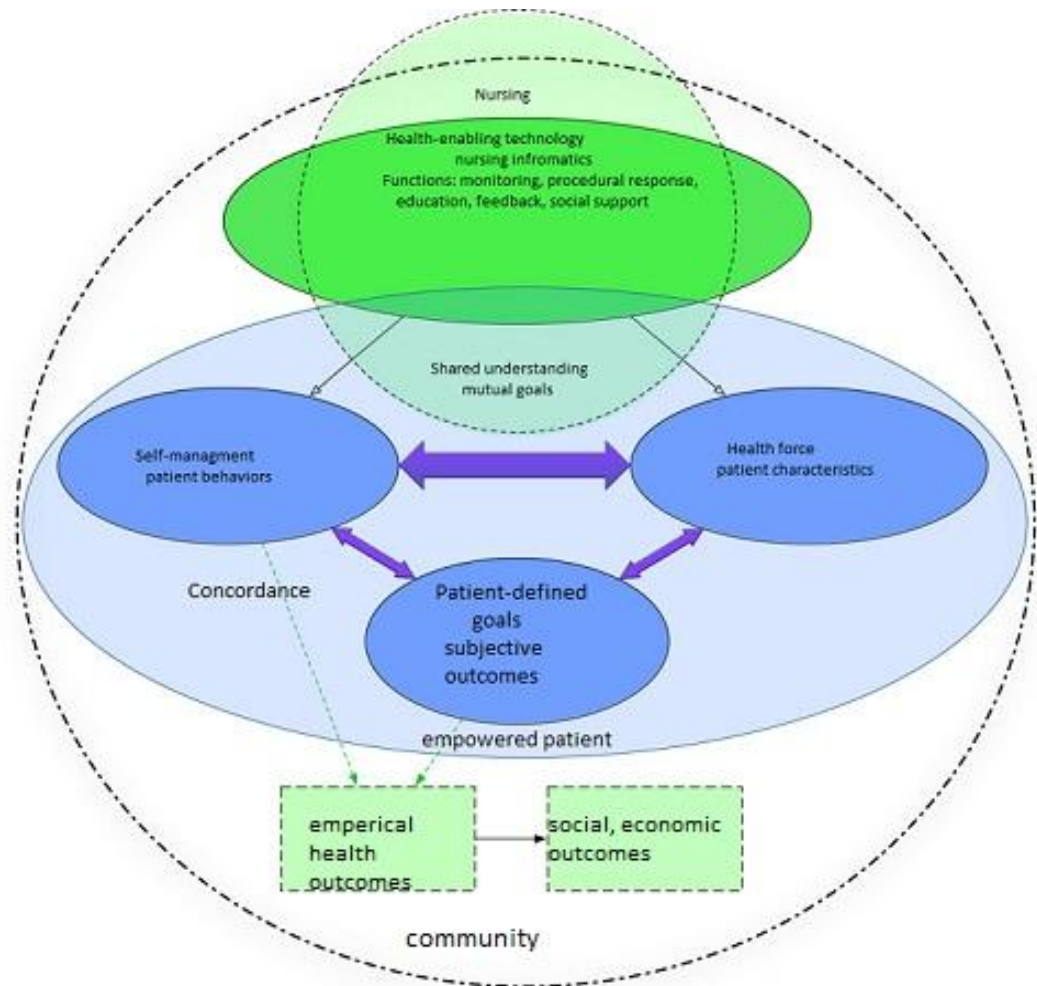 Nursing
Health-enabling technology
nursing infromatics
Functions: monitoring, procedural response,
education, feedback, social support
Shared understanding
mutual goals
Self-managment
patient behaviors
Health force
patient characteristics
Concordance
Patient-defined
goals
subjective
outcomes
empowered patient
emperical
health
outcomes
social, economic
outcomes
community